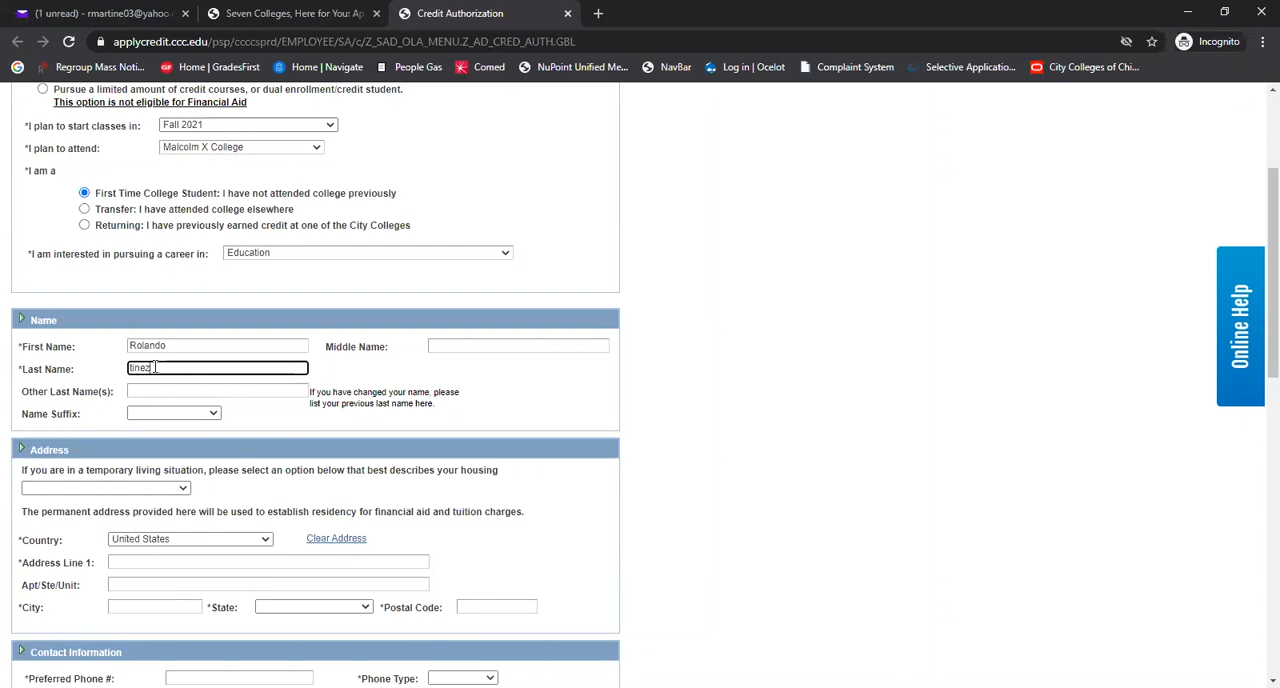 (1 unread) - rmartine03@yahoo.
Seven Colleges, Here for You: Ap
Credit Authorization
applycredit.ccc.edu/psp/ccccsprd/EMPLOYEE/SA/c/Z_SAD_OLA_MENU.Z_AD_CRED_AUTH.GBL
Incognito
Regroup Mass Noti...
Home | GradesFirst
Home | Navigate
People Gas
Comed
NuPoint Unified Me...
NavBar
Log in | Ocelot
Complaint System
Selective Applicatio...
City Colleges of Chi...
Pursue a limited amount of credit courses, or dual enrollment/credit student.
This option is not eligible for Financial Aid
*I plan to start classes in: Fall 2021
*I plan to attend: Malcolm X College
*I am a
First Time College Student: I have not attended college previously
Transfer: I have attended college elsewhere
Returning: I have previously earned credit at one of the City Colleges
*I am interested in pursuing a career in: Education
Name
*First Name: Rolando Middle Name:
*Last Name: tinez
Other Last Name(s): If you have changed your name, please
list your previous last name here.
Name Suffix:
Address
If you are in a temporary living situation, please select an option below that best describes your housing
The permanent address provided here will be used to establish residency for financial aid and tuition charges.
*Country: United States Clear Address
*Address Line 1:
Apt/Ste/Unit:
*City: *State: *Postal Code:
Contact Information
*Preferred Phone #: *Phone Type:
Online Help